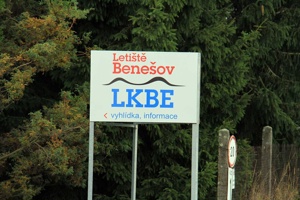 Letiště
Benešov
LKBE
< vyhlídka, informace